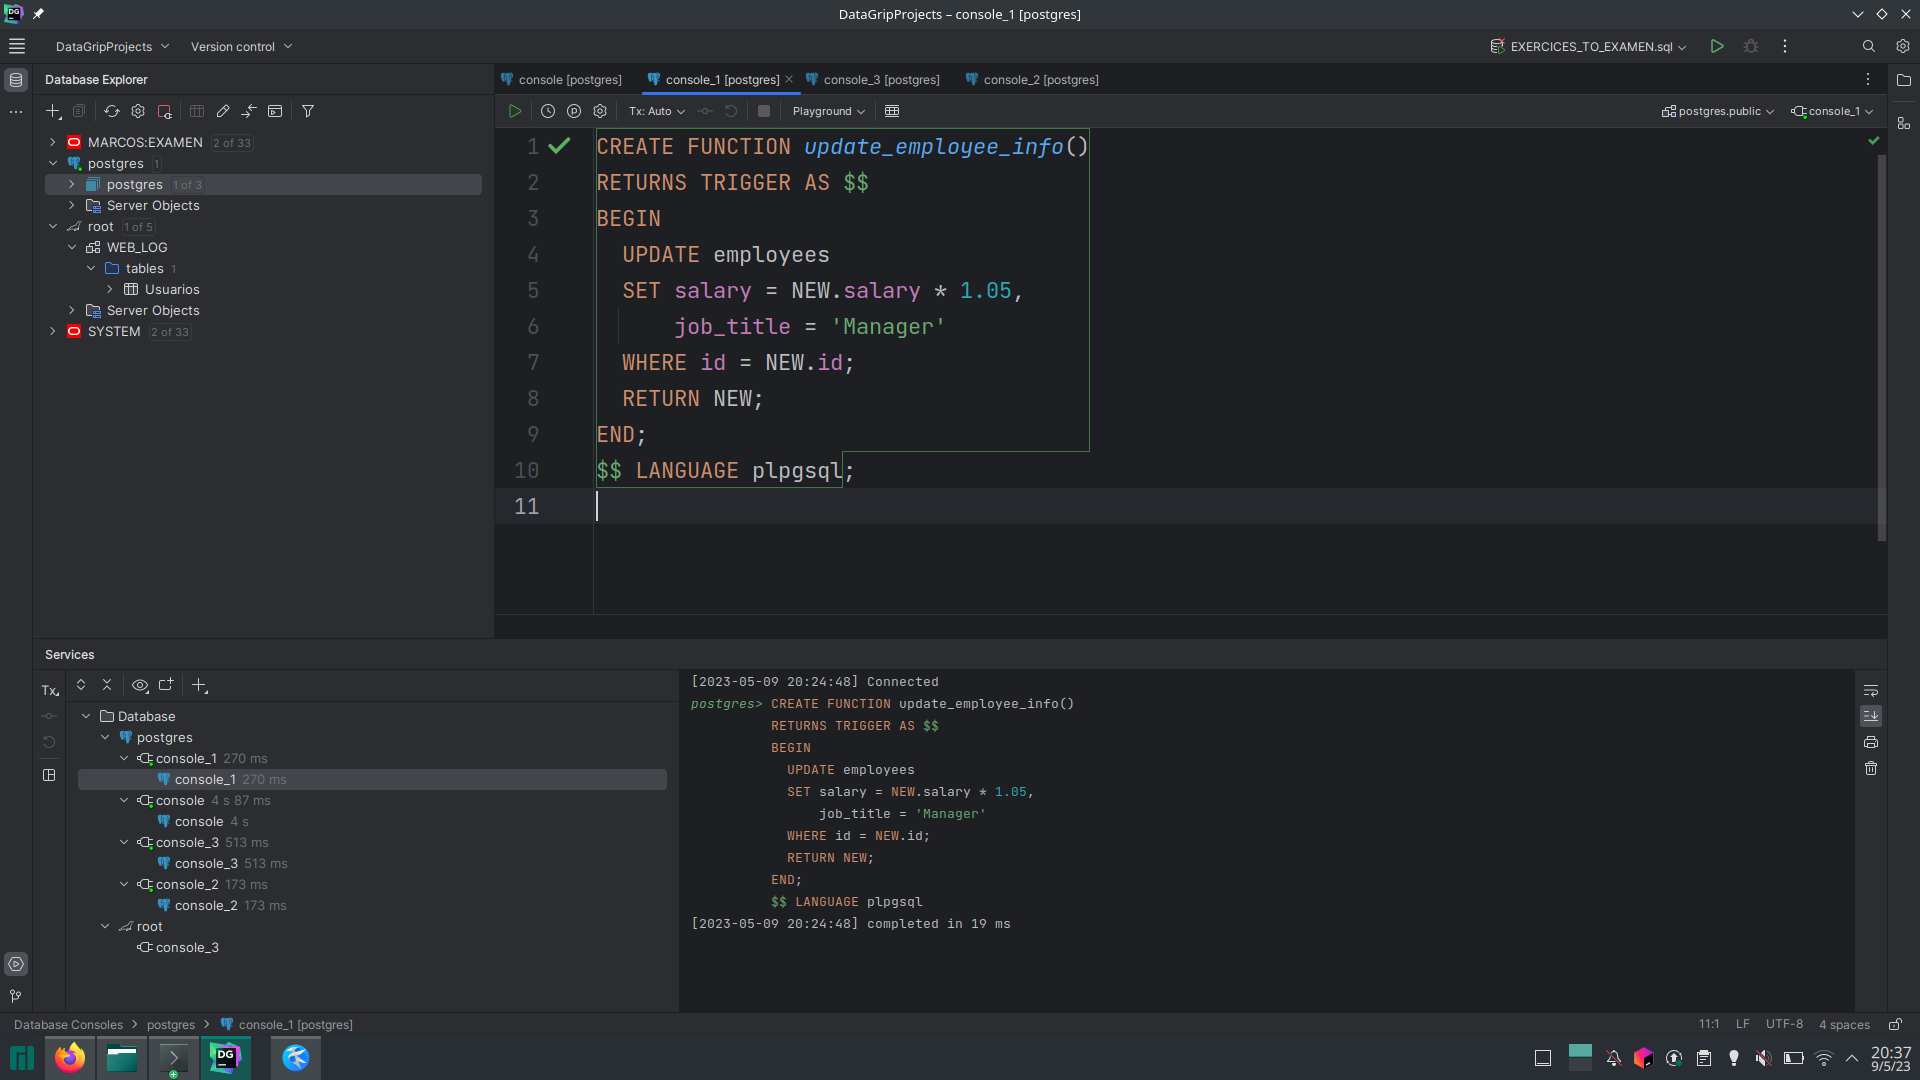 DataGripProjects – console_1 [postgres]
DataGripProjects
Version control
EXERCICES_TO_EXAMEN.sql
Database Explorer
console [postgres]
console_1 [postgres]
console_3 [postgres]
console_2 [postgres]
Tx: Auto
Playground
postgres.public
console_1
MARCOS:EXAMEN 2 of 33
postgres 1
postgres 1 of 3
Server Objects
root 1 of 5
WEB_LOG
tables 1
Usuarios
Server Objects
SYSTEM 2 of 33
1 CREATE FUNCTION update_employee_info()
2 RETURNS TRIGGER AS $$
3 BEGIN
4 UPDATE employees
5 SET salary = NEW.salary * 1.05,
6 job_title = 'Manager'
7 WHERE id = NEW.id;
8 RETURN NEW;
9 END;
10 $$ LANGUAGE plpgsql;
11
Services
Tx
Database
postgres
console_1 270 ms
console_1 270 ms
console 4 s 87 ms
console 4 s
console_3 513 ms
console_3 513 ms
console_2 173 ms
console_2 173 ms
root
console_3
[2023-05-09 20:24:48] Connected
postgres> CREATE FUNCTION update_employee_info()
RETURNS TRIGGER AS $$
BEGIN
UPDATE employees
SET salary = NEW.salary * 1.05,
job_title = 'Manager'
WHERE id = NEW.id;
RETURN NEW;
END;
$$ LANGUAGE plpgsql
[2023-05-09 20:24:48] completed in 19 ms
Database Consoles > postgres > console_1 [postgres]
11:1
LF
UTF-8
4 spaces
DG
20:37
9/5/23